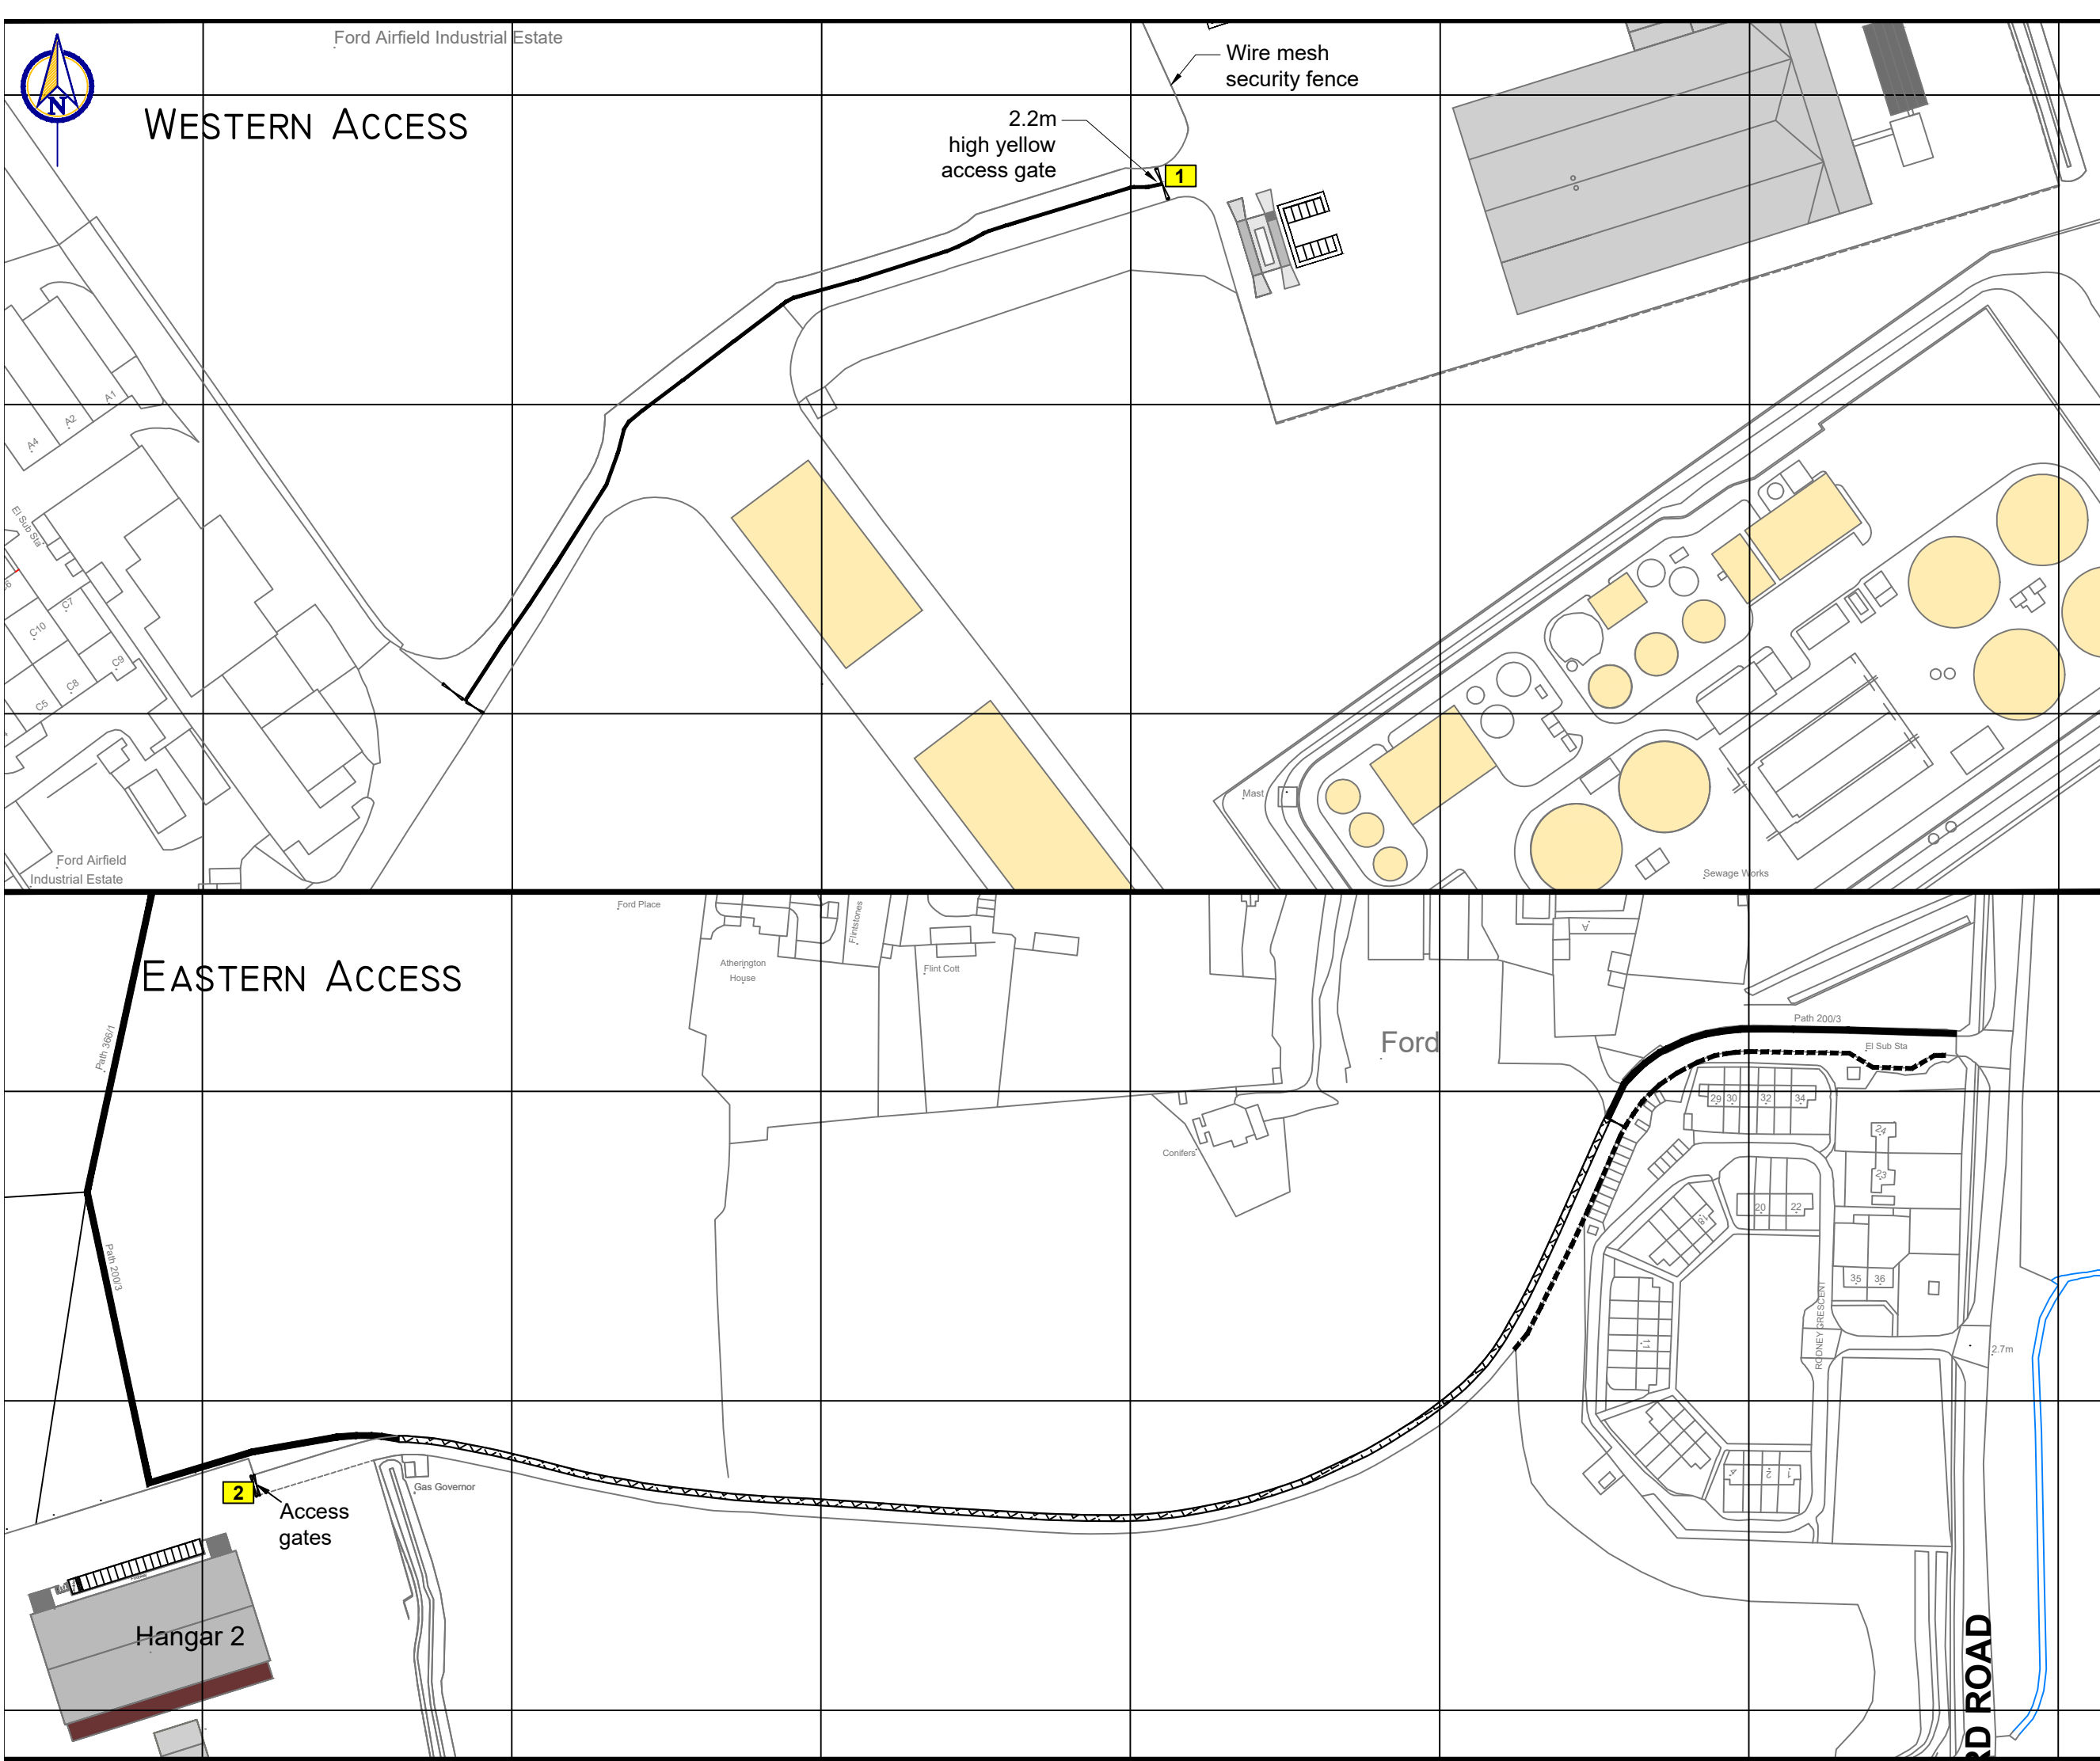 Ford Airfield Industrial Estate
N
WESTERN ACCESS
Wire mesh
security fence
2.2m
high yellow
access gate
1
A1
A2
A4
El Sub Sta
C7
C10
C9
C8
C5
Ford Airfield
Industrial Estate
Mast
Sewage Works
EASTERN ACCESS
Ford Place
Flintstones
Atherington
House
Flint Cott
A
Ford
Path 200/3
El Sub Sta
Path 366/1
29 30 32 34
24
23
Conifers
20 22
18
Path 200/3
35 36
RODNEY CRESCENT
11
2.7m
4 2 1
2
Gas Governor
Access
gates
Hangar 2
RD ROAD